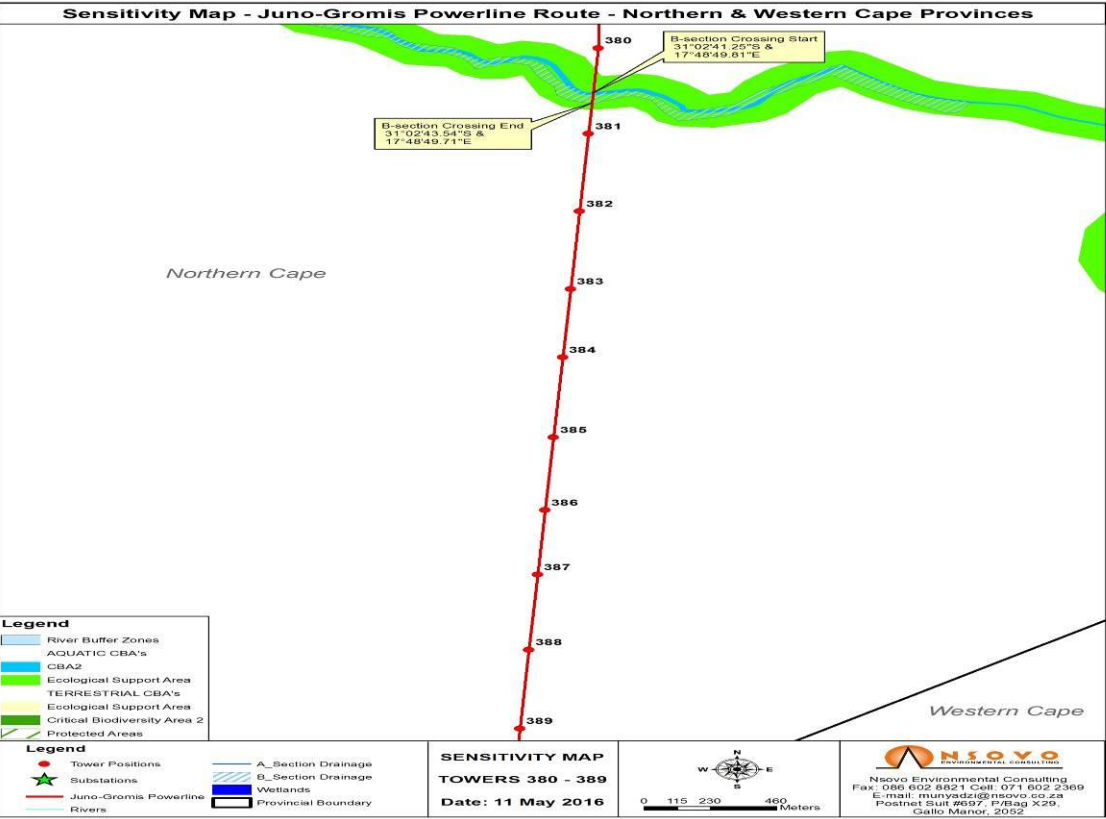 Sensitivity Map - Juno-Gromis Powerline Route - Northern & Western Cape Provinces
380
B-section Crossing Start
31°02'41.25"S &
17°48'49.81"E
B-section Crossing End
31°02'43.54"S &
17°48'49.71"E
381
382
Northern Cape
383
384
385
386
387
388
389
Western Cape
Legend
River Buffer Zones
AQUATIC CBA's
CBA2
Ecological Support Area
TERRESTRIAL CBA's
Ecological Support Area
Critical Biodiversity Area 2
Protected Areas
Legend
Tower Positions
Substations
Juno-Gromis Powerline
Rivers
A_Section Drainage
B_Section Drainage
Wetlands
Provincial Boundary
SENSITIVITY MAP
TOWERS 380 - 389
Date: 11 May 2016
N
W E
S
0 115 230 460
Meters
NSOVO
ENVIRONMENTAL CONSULTING
Nsovo Environmental Consulting
Fax: 086 602 8821 Cell: 071 602 2369
E-mail: munyadzi@nsovo.co.za
Postnet Suit #697, P/Bag X29,
Gallo Manor, 2052